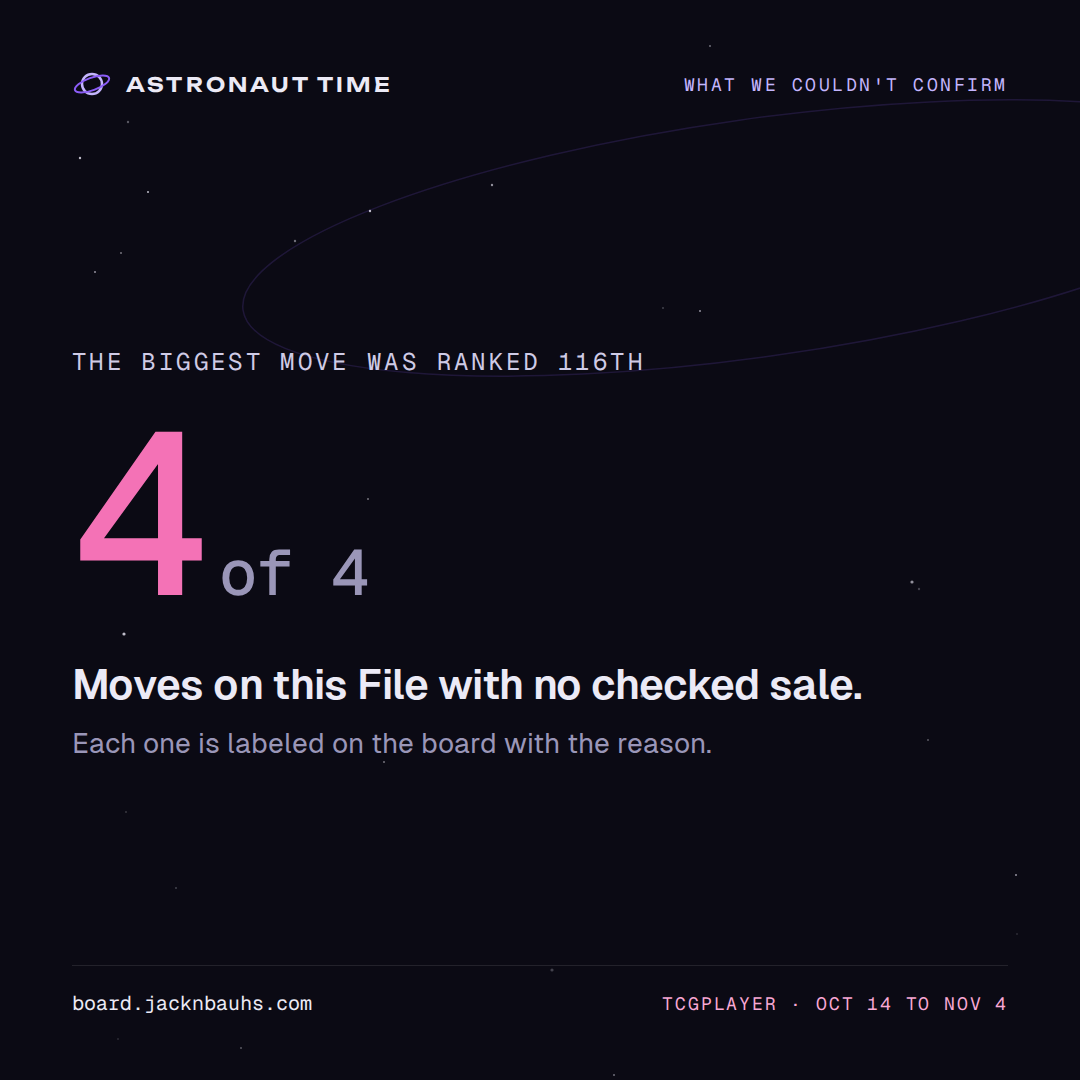 ASTRONAUT TIME
WHAT WE COULDN'T CONFIRM
THE BIGGEST MOVE WAS RANKED 116TH
4 of 4
Moves on this File with no checked sale.
Each one is labeled on the board with the reason.
board.jacknbauhs.com
TCGPLAYER · OCT 14 TO NOV 4